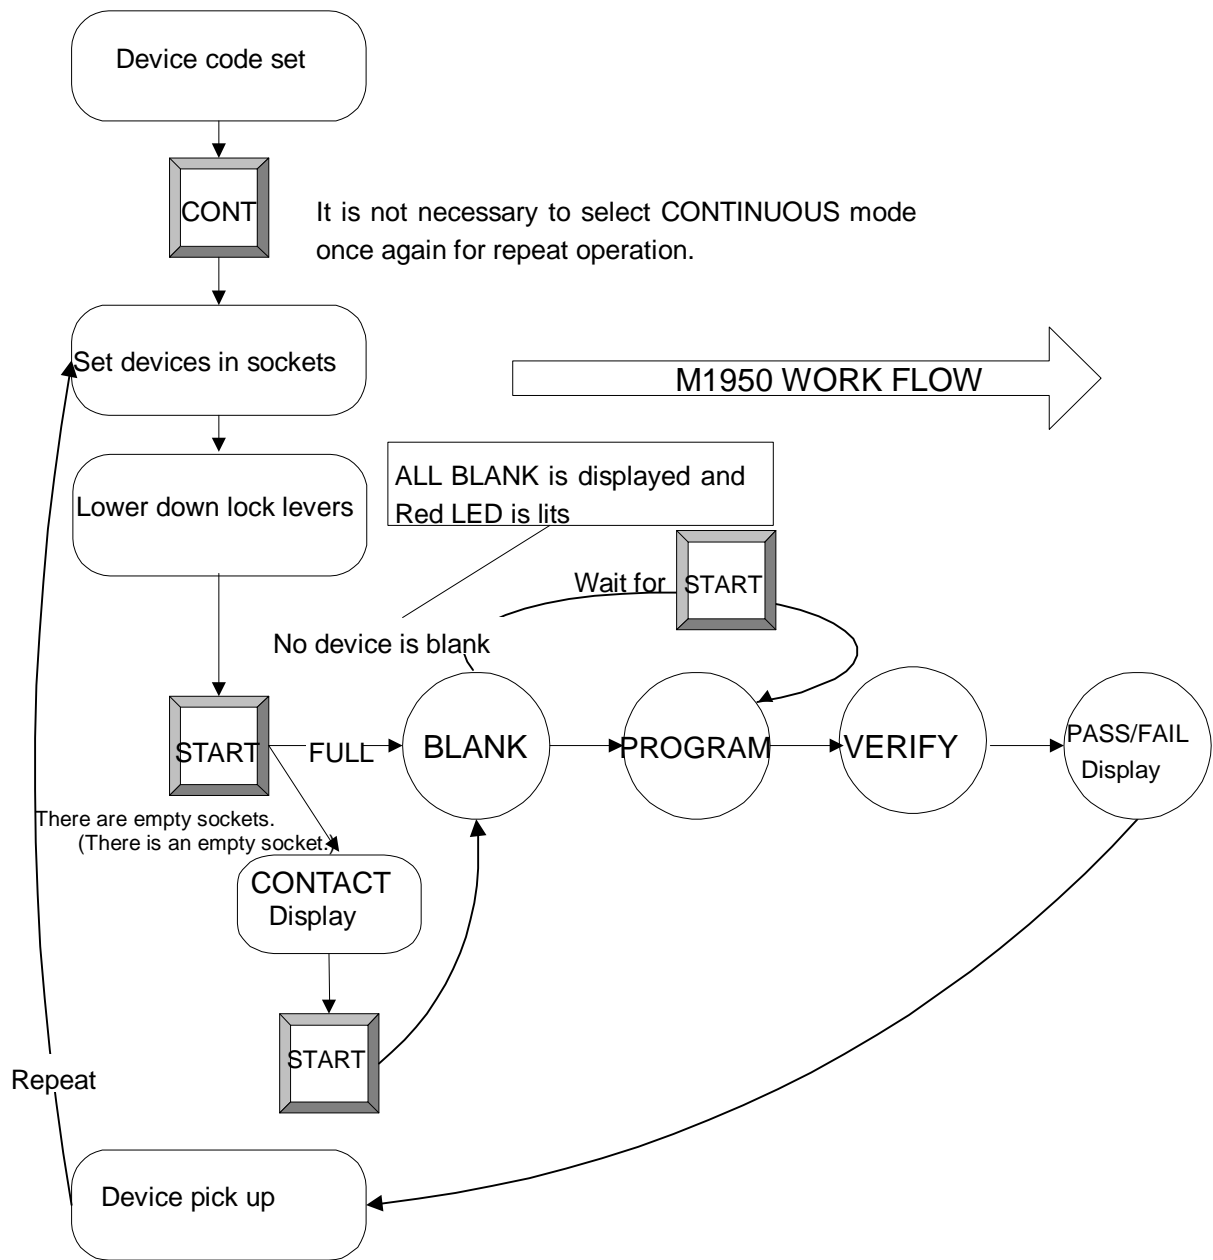 Device code set
CONT
It is not necessary to select CONTINUOUS mode
once again for repeat operation.
Set devices in sockets
M1950 WORK FLOW
ALL BLANK is displayed and
Red LED is lits
Lower down lock levers
Wait for
START
No device is blank
START
FULL
BLANK
PROGRAM
VERIFY
PASS/FAIL
Display
There are empty sockets.
(There is an empty socket.)
CONTACT
Display
START
Repeat
Device pick up